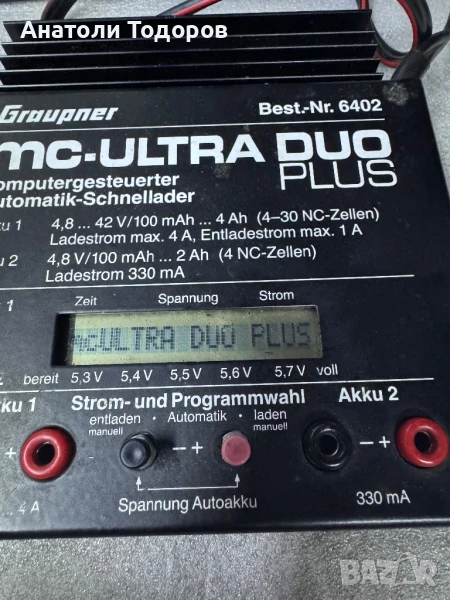 Анатоли Тодоров
Graupner Best.-Nr. 6402
mc-ULTRA DUO
PLUS
omputergesteuerter
utomatik-Schnellader
ku 1 4,8 ... 42 V/100 mAh ... 4 Ah (4–30 NC-Zellen)
Ladestrom max. 4 A, Entladestrom max. 1 A
u 2 4,8 V/100 mAh ... 2 Ah (4 NC-Zellen)
Ladestrom 330 mA
1 Zeit Spannung Strom
mcULTRA DUO PLUS
bereit 5,3 V 5,4 V 5,5 V 5,6 V 5,7 V voll
kku 1 Strom- und Programmwahl Akku 2
entladen · Automatik · laden
manuell manuell
+ − + − +
... 4 A Spannung Autoakku 330 mA
BAZAR